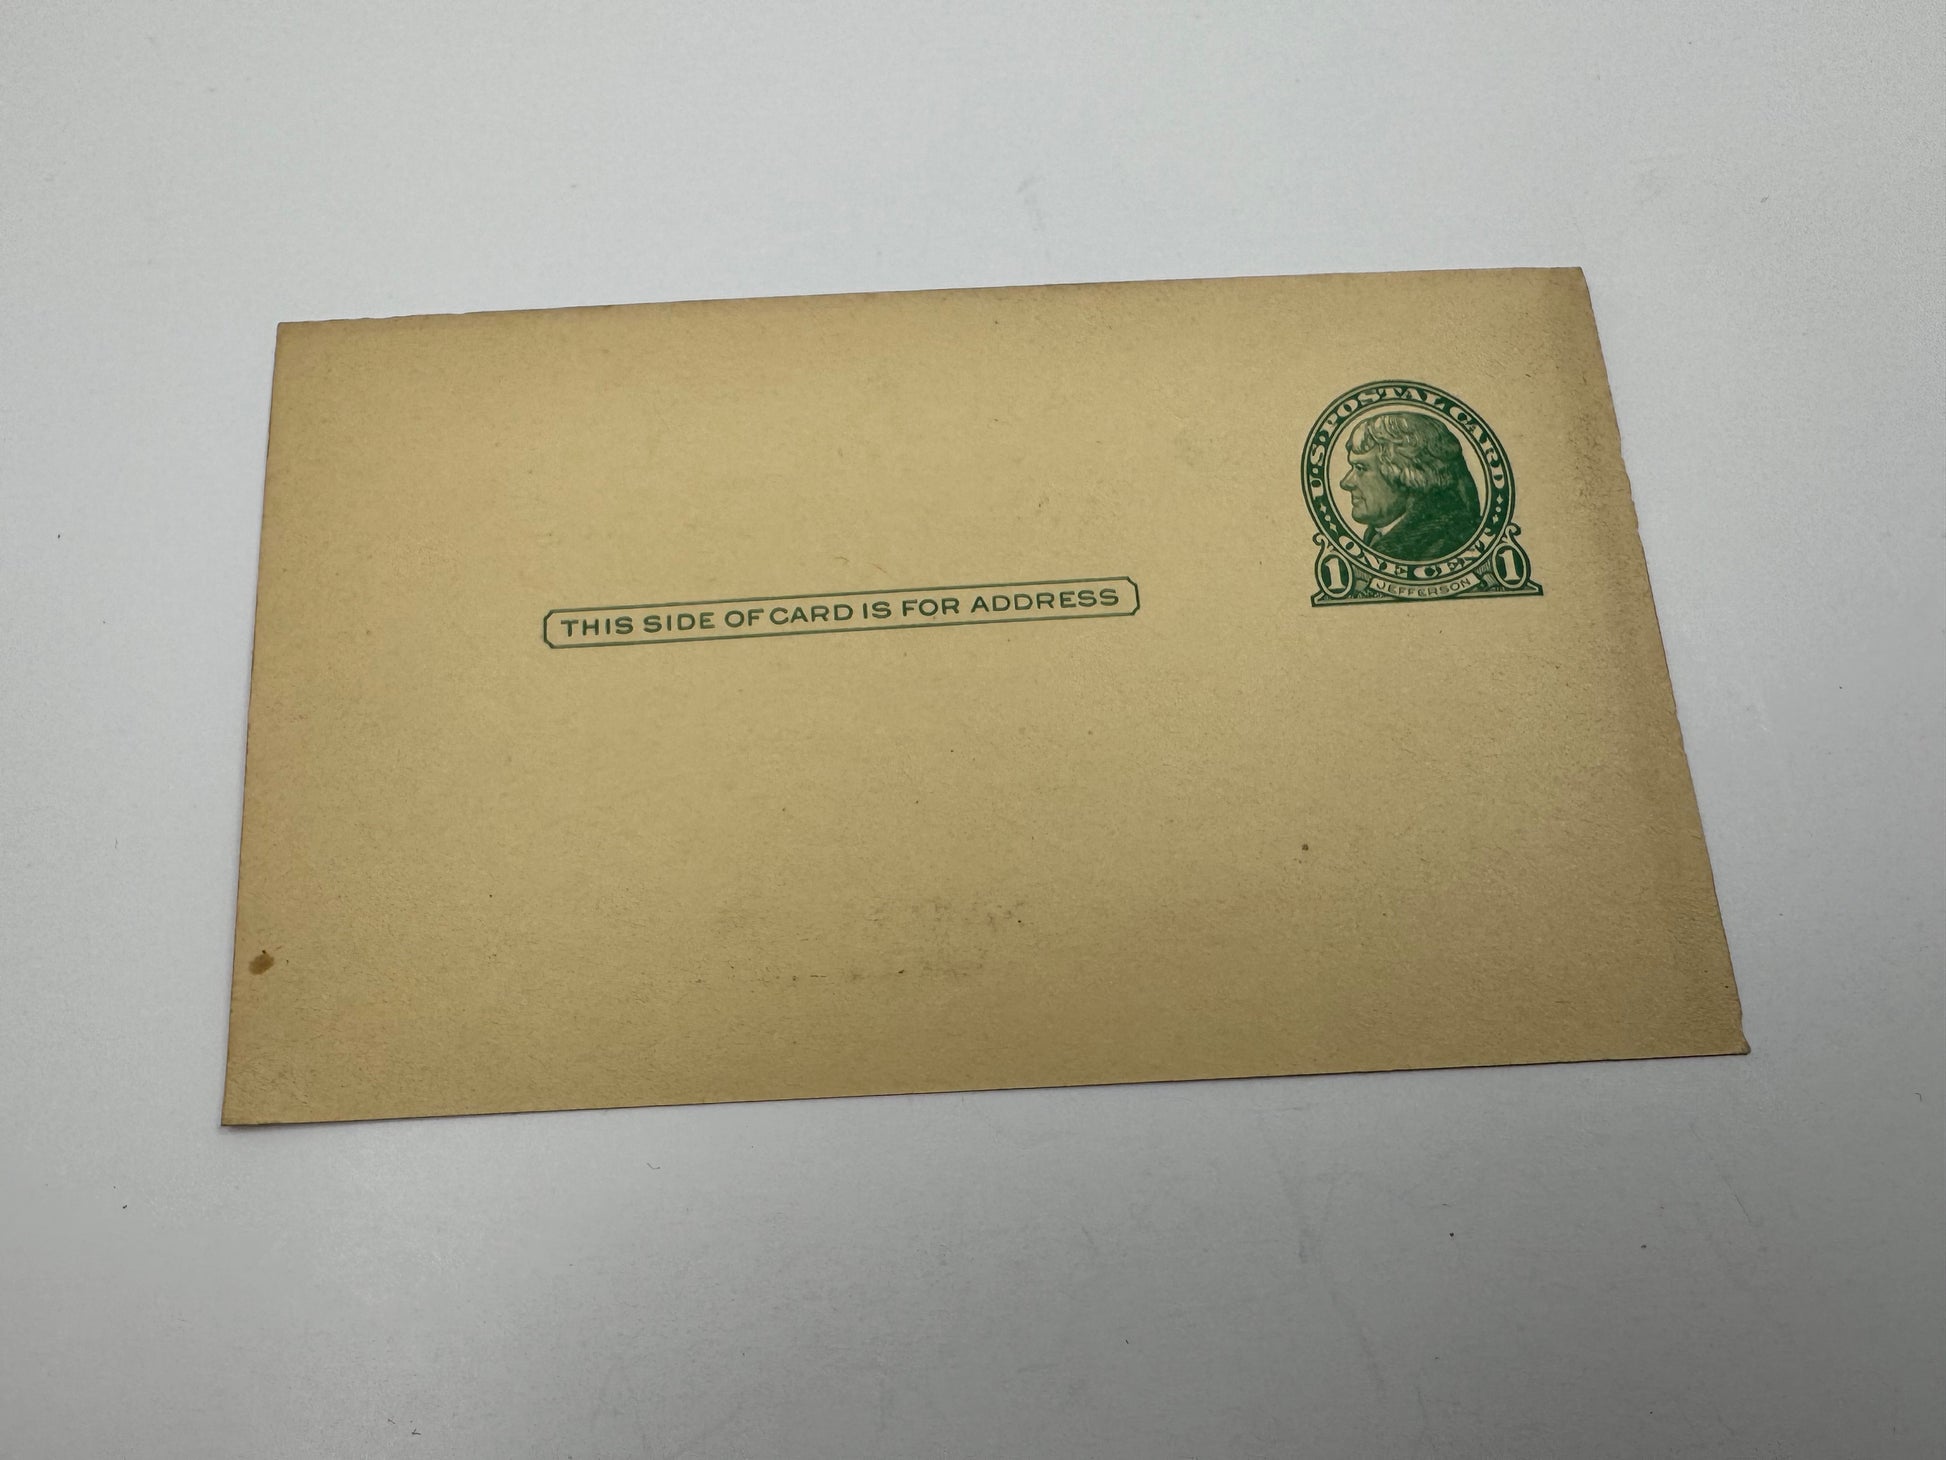 U·S·POSTAL CARD
ONE CENT
1 JEFFERSON 1
THIS SIDE OF CARD IS FOR ADDRESS